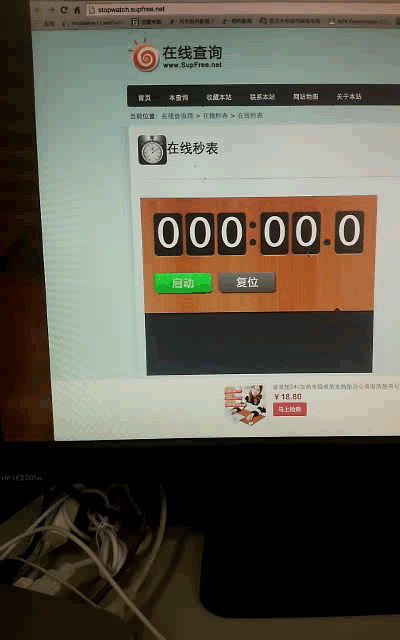 stopwatch.supfree.net
在线查询
www.SupFree.net
首页 本查询 收藏本站 联系本站 网站地图 关于本站
当前位置: 在线查询网 > 在线秒表 > 在线秒表
在线秒表
000:00.0
启动 复位
¥18.80
马上抢购